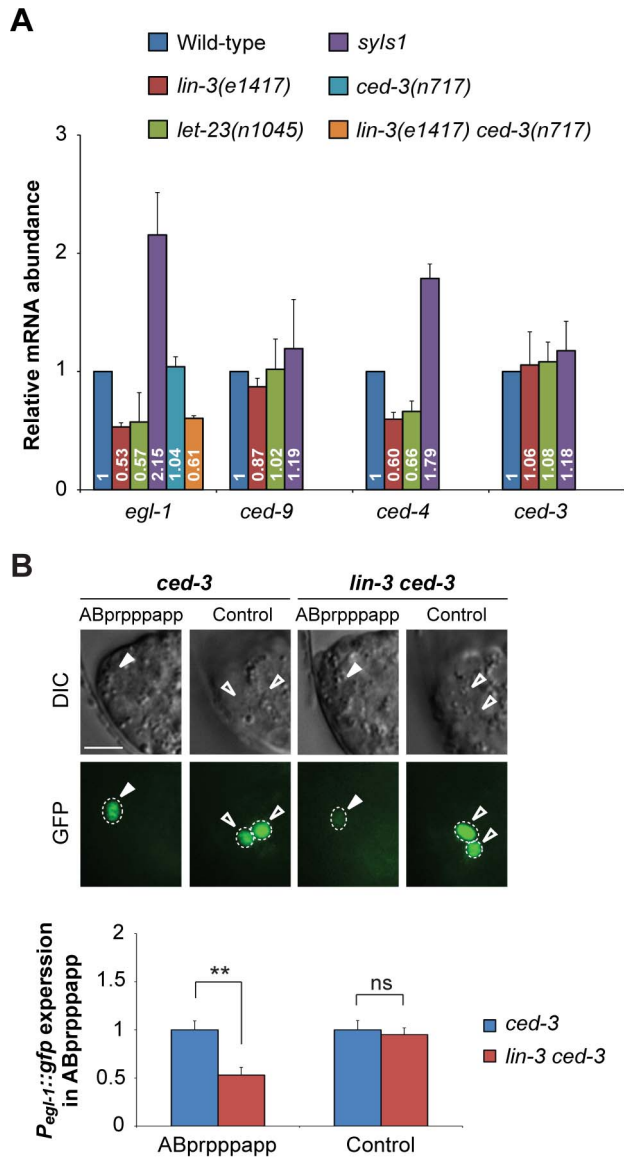 A
Wild-type
syIs1
lin-3(e1417)
ced-3(n717)
let-23(n1045)
lin-3(e1417) ced-3(n717)
Relative mRNA abundance
3
2
1
0
1 0.53 0.57 2.15 1.04 0.61
1 0.87 1.02 1.19
1 0.60 0.66 1.79
1 1.06 1.08 1.18
egl-1 ced-9 ced-4 ced-3
B
ced-3 lin-3 ced-3
ABprpppapp Control ABprpppapp Control
DIC
GFP
Pegl-1::gfp experssion
in ABprpppapp
2
1.5
1
0.5
0
**
ns
ced-3
lin-3 ced-3
ABprpppapp Control